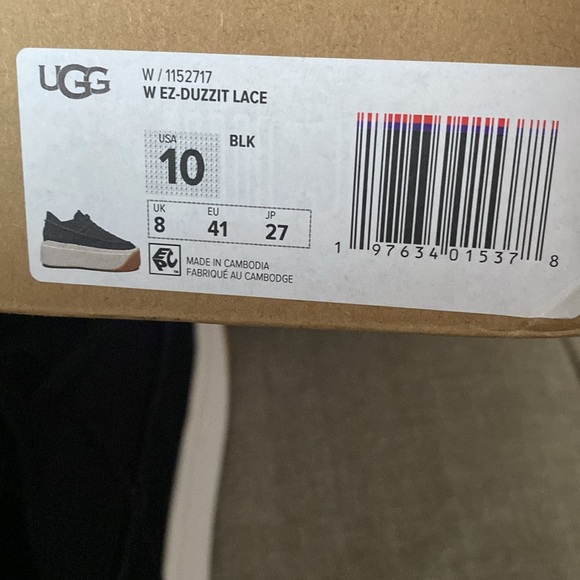 UGG
W / 1152717
W EZ-DUZZIT LACE
USA
10
BLK
UK EU JP
8 41 27
MADE IN CAMBODIA
FABRIQUÉ AU CAMBODGE
1 97634 01537 8